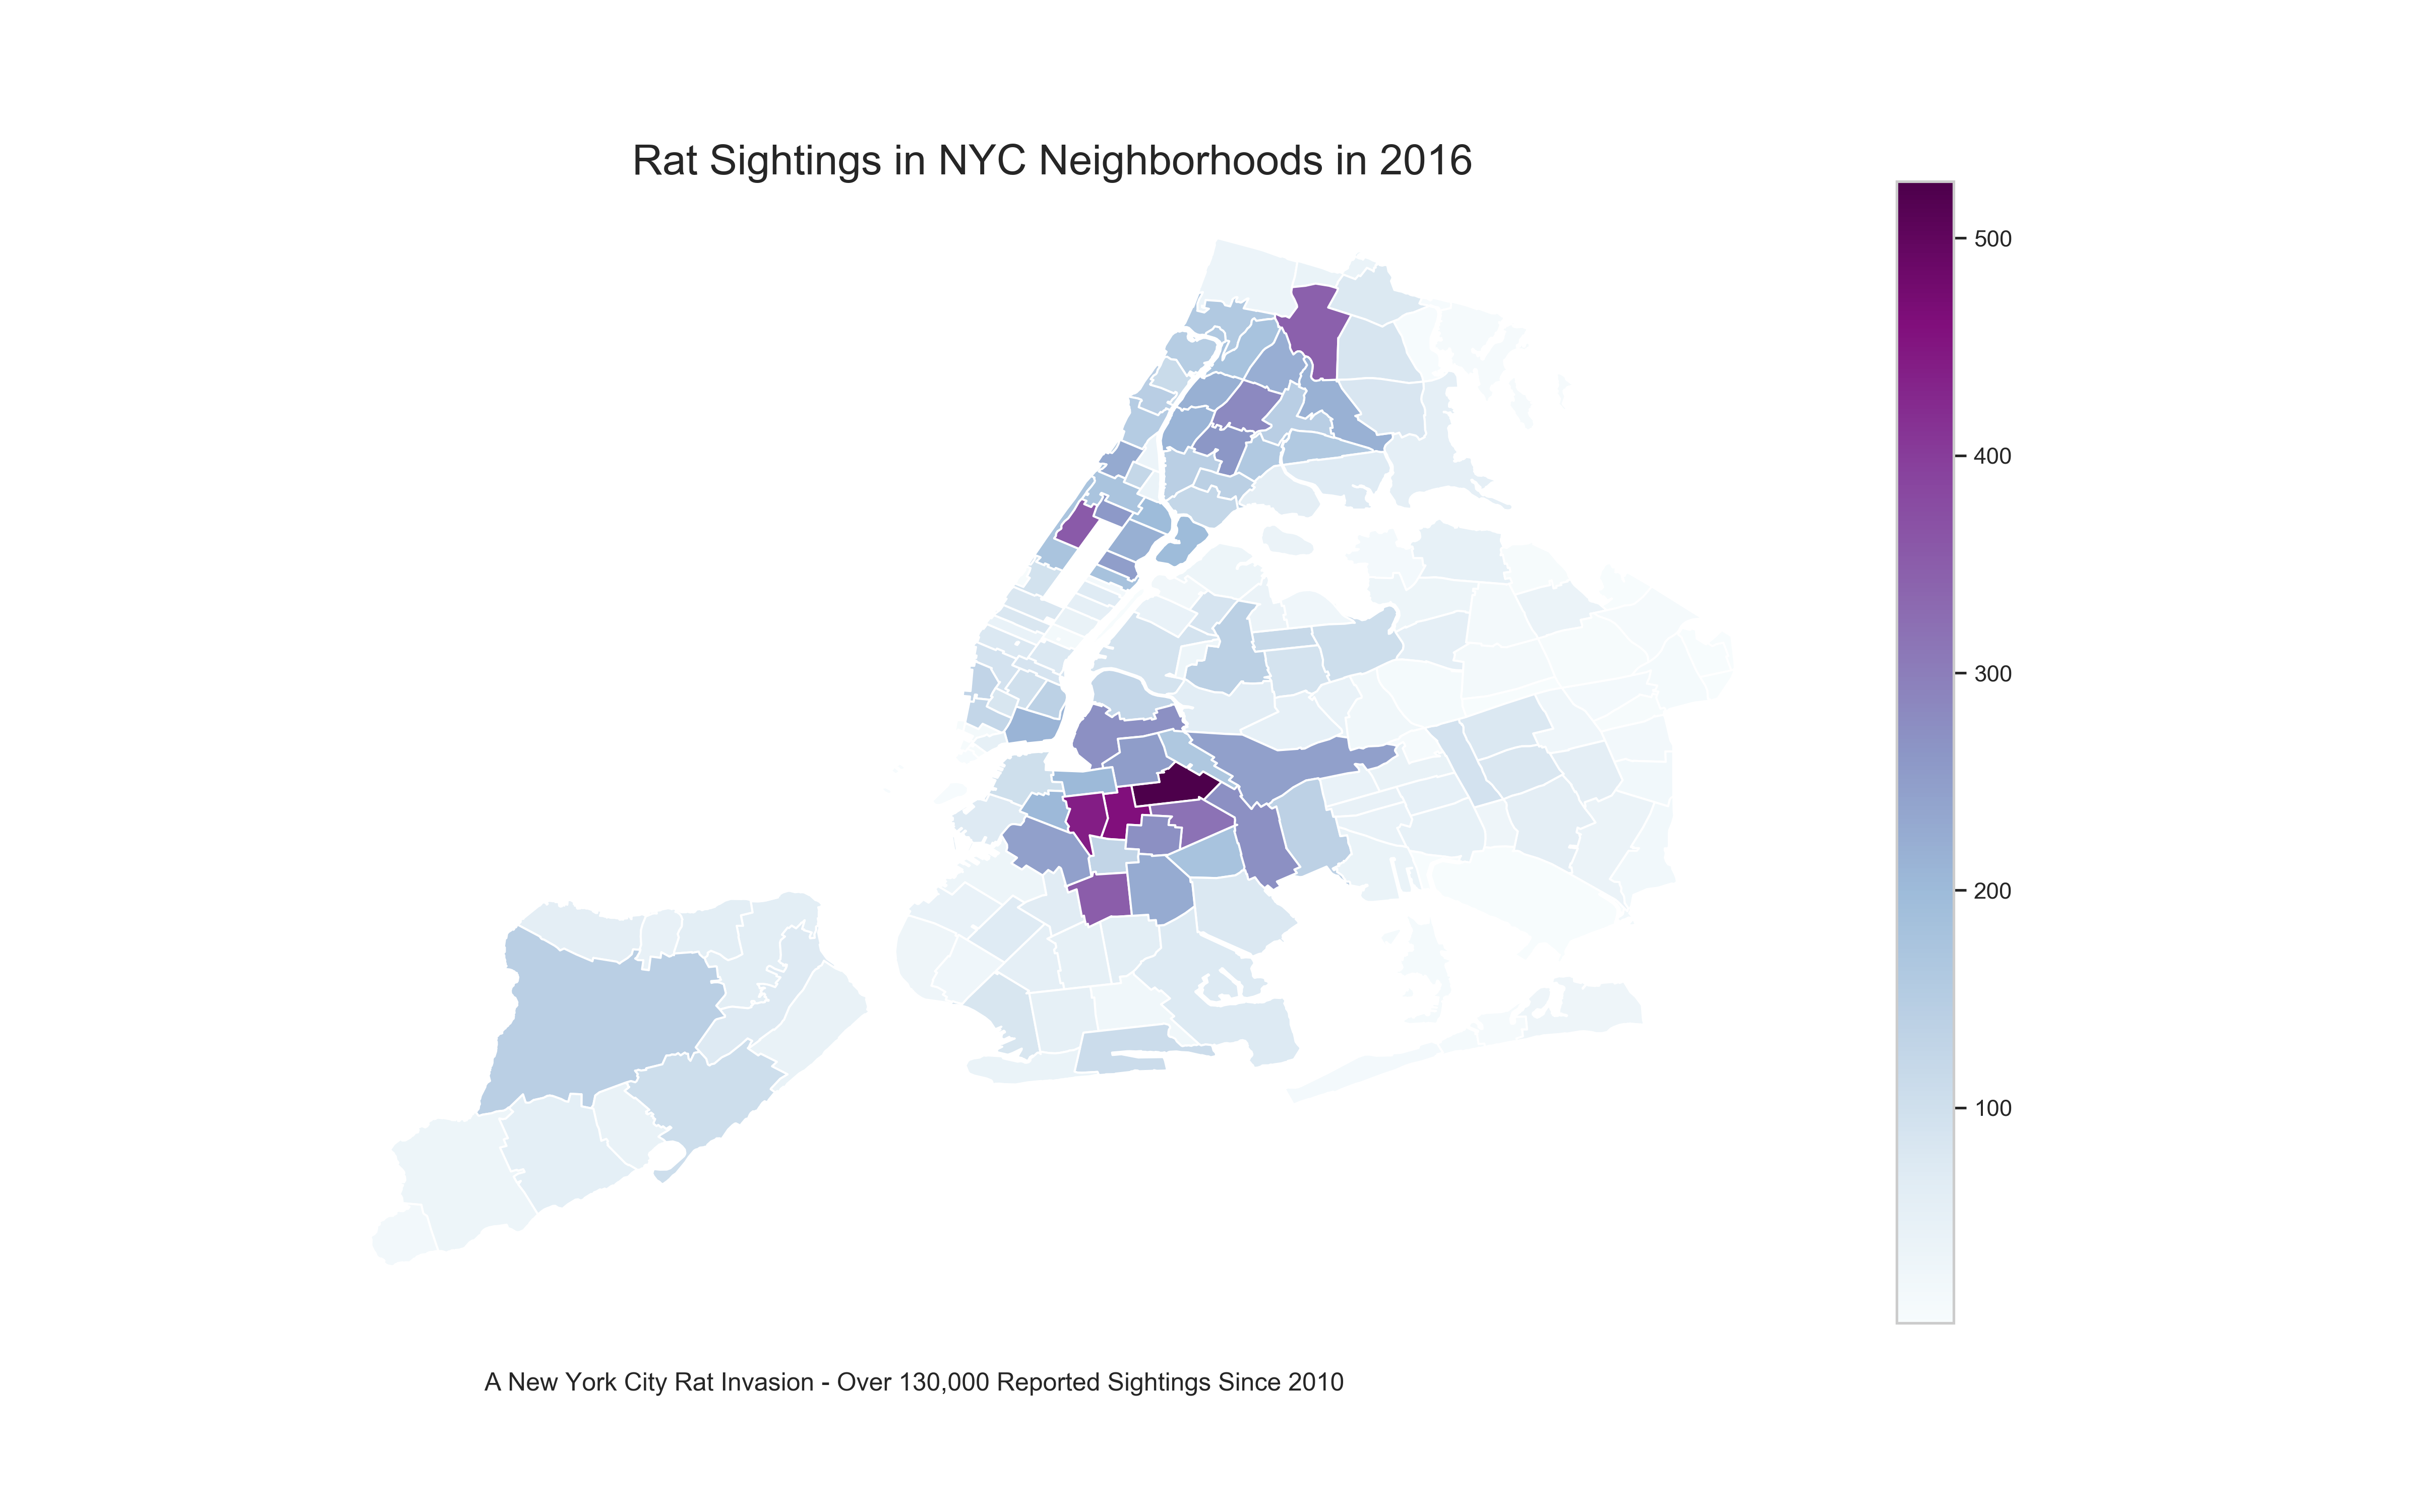 Rat Sightings in NYC Neighborhoods in 2016
500
400
300
200
100
A New York City Rat Invasion - Over 130,000 Reported Sightings Since 2010